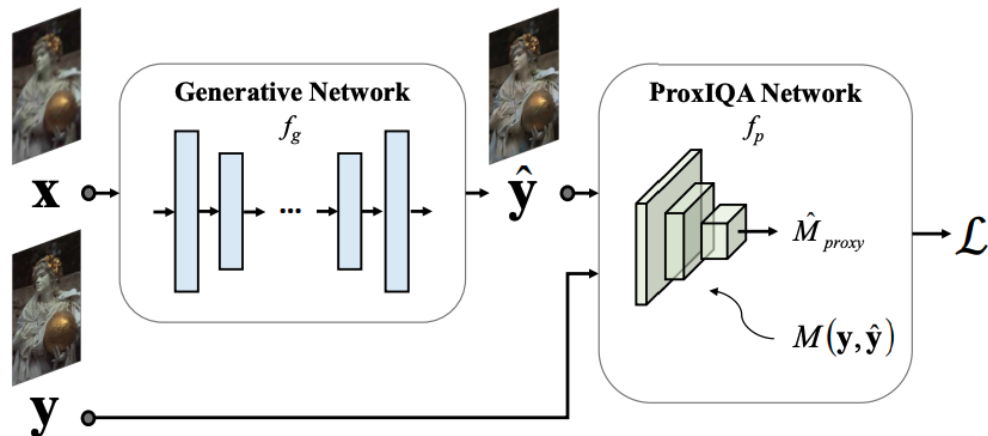 x
Generative Network
f_g
...
ŷ
ProxIQA Network
f_p
M̂_proxy
M(y,ŷ)
ℒ
y